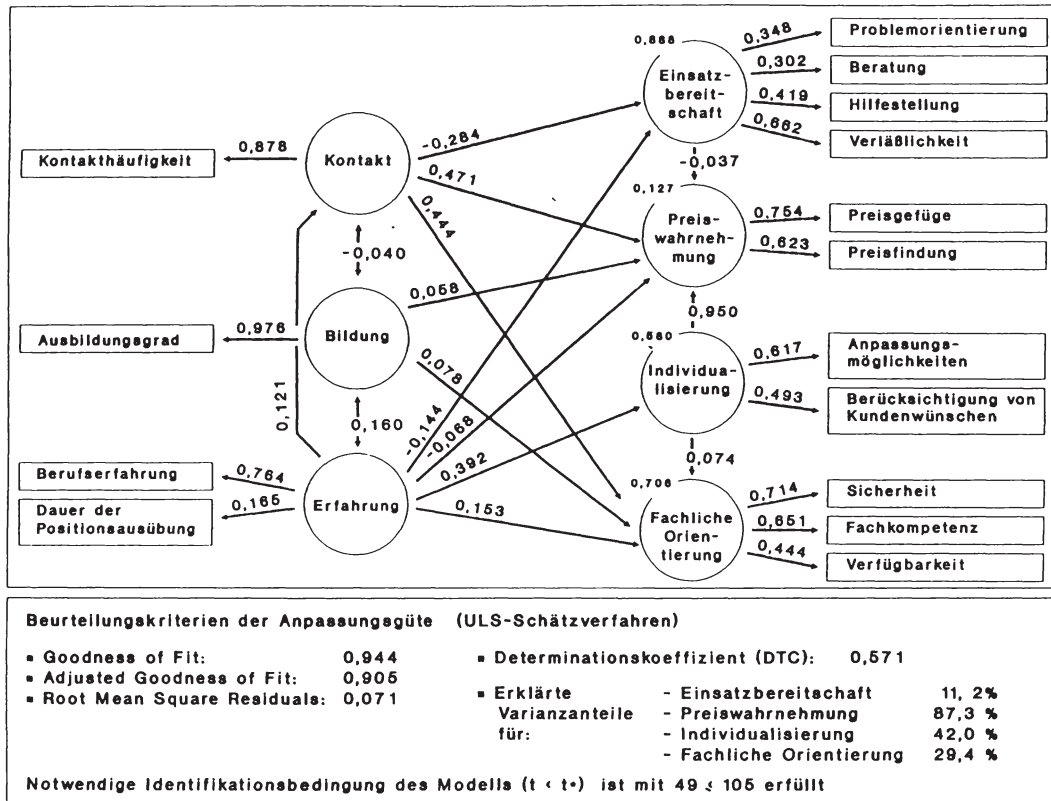 0,888
Einsatz-
bereit-
schaft
0,348
Problemorientierung
0,302
Beratung
0,419
Hilfestellung
0,662
Verläßlichkeit
Kontakthäufigkeit
0,878
Kontakt
-0,284
0,471
0,444
-0,037
0,127
Preis-
wahrneh-
mung
0,754
Preisgefüge
0,623
Preisfindung
-0,040
0,058
0,950
Ausbildungsgrad
0,976
Bildung
0,078
0,580
Individua-
lisierung
0,617
Anpassungs-
möglichkeiten
0,493
Berücksichtigung von
Kundenwünschen
0,121
0,160
-0,144
-0,068
0,392
0,153
0,074
Berufserfahrung
0,764
Dauer der
Positionsausübung
0,165
Erfahrung
0,706
Fachliche
Orien-
tierung
0,714
Sicherheit
0,651
Fachkompetenz
0,444
Verfügbarkeit
Beurteilungskriterien der Anpassungsgüte (ULS-Schätzverfahren)
▪ Goodness of Fit: 0,944
▪ Adjusted Goodness of Fit: 0,905
▪ Root Mean Square Residuals: 0,071
▪ Determinationskoeffizient (DTC): 0,571
▪ Erklärte - Einsatzbereitschaft 11, 2%
Varianzanteile - Preiswahrnehmung 87,3 %
für: - Individualisierung 42,0 %
- Fachliche Orientierung 29,4 %
Notwendige Identifikationsbedingung des Modells (t < t*) ist mit 49 ≤ 105 erfüllt